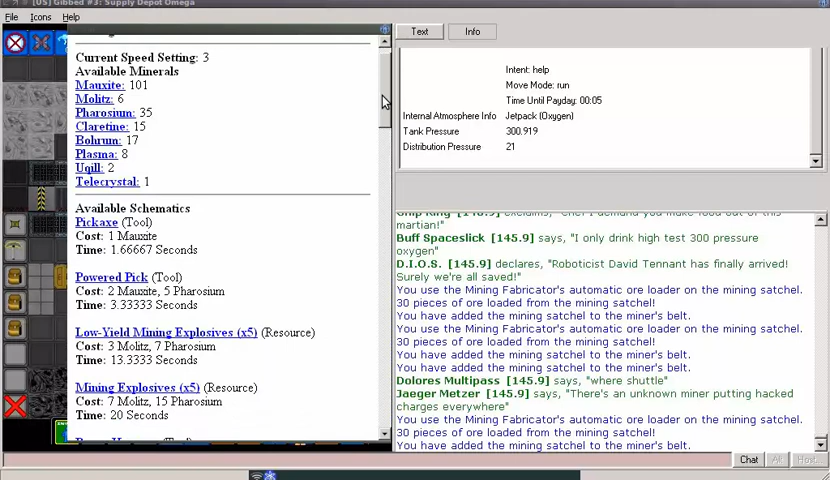 [US] Gibbed #3: Supply Depot Omega
File Icons Help
Current Speed Setting: 3
Available Minerals
Mauxite: 101
Molitz: 6
Pharosium: 35
Claretine: 15
Bohrum: 17
Plasma: 8
Uqill: 2
Telecrystal: 1
Available Schematics
Pickaxe (Tool)
Cost: 1 Mauxite
Time: 1.66667 Seconds
Powered Pick (Tool)
Cost: 2 Mauxite, 5 Pharosium
Time: 3.33333 Seconds
Low-Yield Mining Explosives (x5) (Resource)
Cost: 3 Molitz, 7 Pharosium
Time: 13.3333 Seconds
Mining Explosives (x5) (Resource)
Cost: 7 Molitz, 15 Pharosium
Time: 20 Seconds
Text Info
Intent: help
Move Mode: run
Time Until Payday: 00:05
Internal Atmosphere Info Jetpack (Oxygen)
Tank Pressure 300.919
Distribution Pressure 21
martian!"
Buff Spaceslick [145.9] says, "I only drink high test 300 pressure
oxygen"
D.I.O.S. [145.9] declares, "Roboticist David Tennant has finally arrived!
Surely we're all saved!"
You use the Mining Fabricator's automatic ore loader on the mining satchel.
30 pieces of ore loaded from the mining satchel!
You have added the mining satchel to the miner's belt.
You use the Mining Fabricator's automatic ore loader on the mining satchel.
30 pieces of ore loaded from the mining satchel!
You have added the mining satchel to the miner's belt.
Dolores Multipass [145.9] says, "where shuttle"
Jaeger Metzer [145.9] says, "There's an unknown miner putting hacked
charges everywhere"
You use the Mining Fabricator's automatic ore loader on the mining satchel.
30 pieces of ore loaded from the mining satchel!
You have added the mining satchel to the miner's belt.
Chat